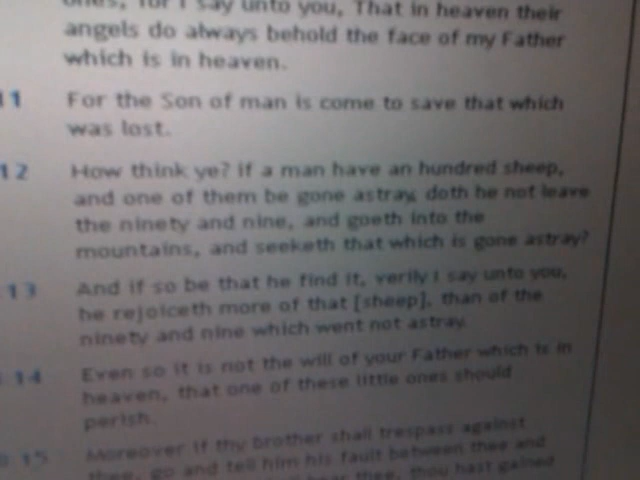 ones, for I say unto you, That in heaven their
angels do always behold the face of my Father
which is in heaven.
11 For the Son of man is come to save that which
was lost.
12 How think ye? if a man have an hundred sheep,
and one of them be gone astray, doth he not leave
the ninety and nine, and goeth into the
mountains, and seeketh that which is gone astray?
13 And if so be that he find it, verily I say unto you,
he rejoiceth more of that [sheep], than of the
ninety and nine which went not astray.
14 Even so it is not the will of your Father which is in
heaven, that one of these little ones should
perish.
15 Moreover if thy brother shall trespass against
thee, go and tell him his fault between thee and
hear thee, thou hast gained